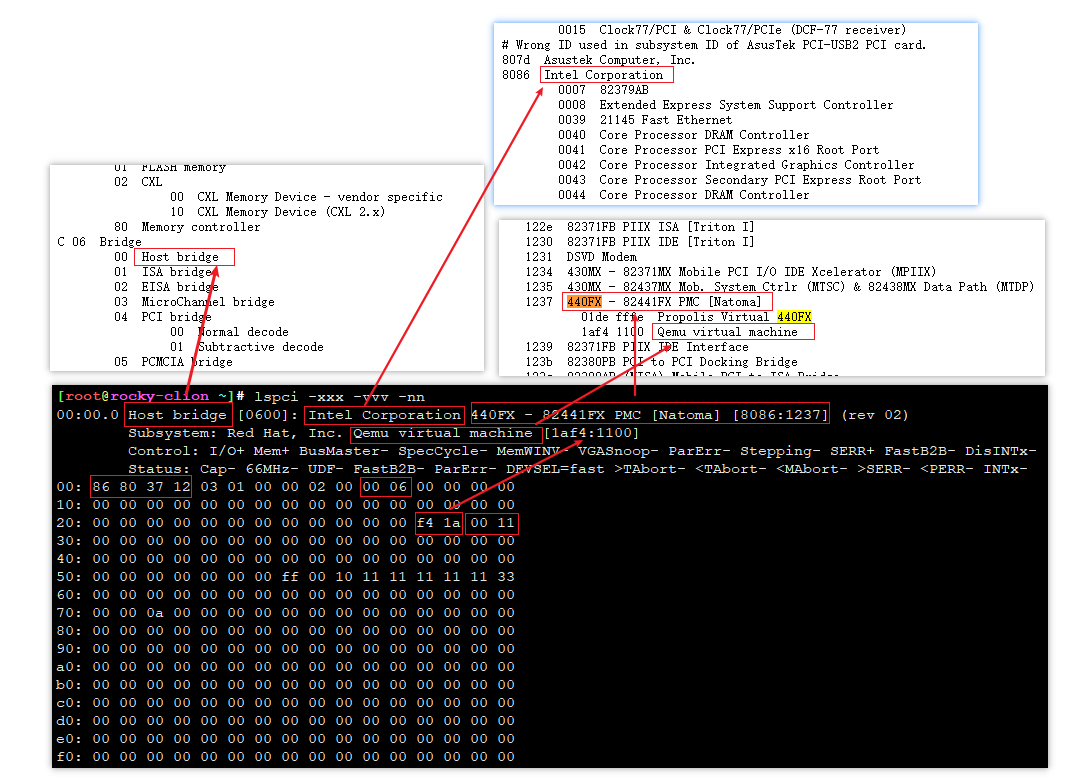 0015 Clock77/PCI & Clock77/PCIe (DCF-77 receiver)
# Wrong ID used in subsystem ID of AsusTek PCI-USB2 PCI card.
807d Asustek Computer, Inc.
8086 Intel Corporation
0007 82379AB
0008 Extended Express System Support Controller
0039 21145 Fast Ethernet
0040 Core Processor DRAM Controller
0041 Core Processor PCI Express x16 Root Port
0042 Core Processor Integrated Graphics Controller
0043 Core Processor Secondary PCI Express Root Port
0044 Core Processor DRAM Controller
01 FLASH memory
02 CXL
00 CXL Memory Device - vendor specific
10 CXL Memory Device (CXL 2.x)
80 Memory controller
C 06 Bridge
00 Host bridge
01 ISA bridge
02 EISA bridge
03 MicroChannel bridge
04 PCI bridge
00 Normal decode
01 Subtractive decode
05 PCMCIA bridge
122e 82371FB PIIX ISA [Triton I]
1230 82371FB PIIX IDE [Triton I]
1231 DSVD Modem
1234 430MX - 82371MX Mobile PCI I/O IDE Xcelerator (MPIIX)
1235 430MX - 82437MX Mob. System Ctrlr (MTSC) & 82438MX Data Path (MTDP)
1237 440FX - 82441FX PMC [Natoma]
01de fffe Propolis Virtual 440FX
1af4 1100 Qemu virtual machine
1239 82371FB PIIX IDE Interface
123b 82380PB PCI to PCI Docking Bridge
82380AB (MISA) Mobile PCI-to-ISA Bridge
[root@rocky-clion ~]# lspci -xxx -vvv -nn
00:00.0 Host bridge [0600]: Intel Corporation 440FX - 82441FX PMC [Natoma] [8086:1237] (rev 02)
Subsystem: Red Hat, Inc. Qemu virtual machine [1af4:1100]
Control: I/O+ Mem+ BusMaster- SpecCycle- MemWINV- VGASnoop- ParErr- Stepping- SERR+ FastB2B- DisINTx-
Status: Cap- 66MHz- UDF- FastB2B- ParErr- DEVSEL=fast >TAbort- <TAbort- <MAbort- >SERR- <PERR- INTx-
00: 86 80 37 12 03 01 00 00 02 00 00 06 00 00 00 00
10: 00 00 00 00 00 00 00 00 00 00 00 00 00 00 00 00
20: 00 00 00 00 00 00 00 00 00 00 00 00 f4 1a 00 11
30: 00 00 00 00 00 00 00 00 00 00 00 00 00 00 00 00
40: 00 00 00 00 00 00 00 00 00 00 00 00 00 00 00 00
50: 00 00 00 00 00 00 00 ff 00 10 11 11 11 11 11 33
60: 00 00 00 00 00 00 00 00 00 00 00 00 00 00 00 00
70: 00 00 0a 00 00 00 00 00 00 00 00 00 00 00 00 00
80: 00 00 00 00 00 00 00 00 00 00 00 00 00 00 00 00
90: 00 00 00 00 00 00 00 00 00 00 00 00 00 00 00 00
a0: 00 00 00 00 00 00 00 00 00 00 00 00 00 00 00 00
b0: 00 00 00 00 00 00 00 00 00 00 00 00 00 00 00 00
c0: 00 00 00 00 00 00 00 00 00 00 00 00 00 00 00 00
d0: 00 00 00 00 00 00 00 00 00 00 00 00 00 00 00 00
e0: 00 00 00 00 00 00 00 00 00 00 00 00 00 00 00 00
f0: 00 00 00 00 00 00 00 00 00 00 00 00 00 00 00 00